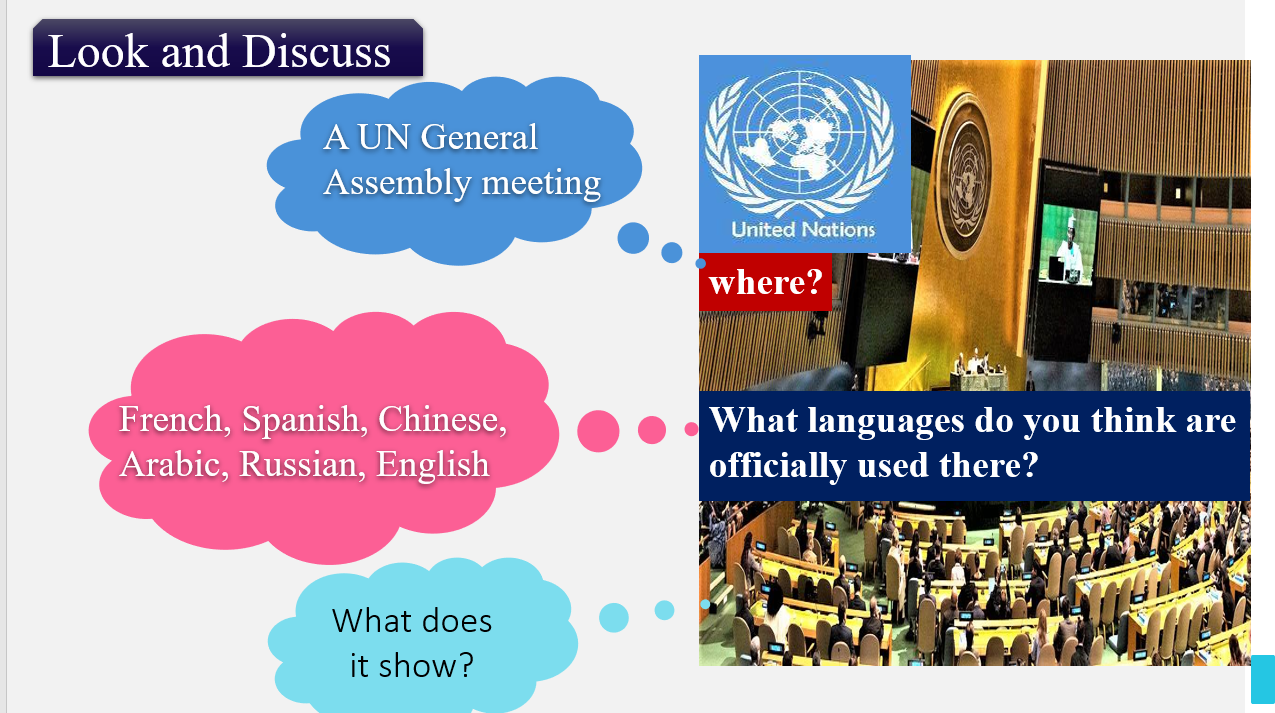 Look and Discuss
A UN General
Assembly meeting
United Nations
where?
French, Spanish, Chinese,
Arabic, Russian, English
What languages do you think are
officially used there?
What does
it show?